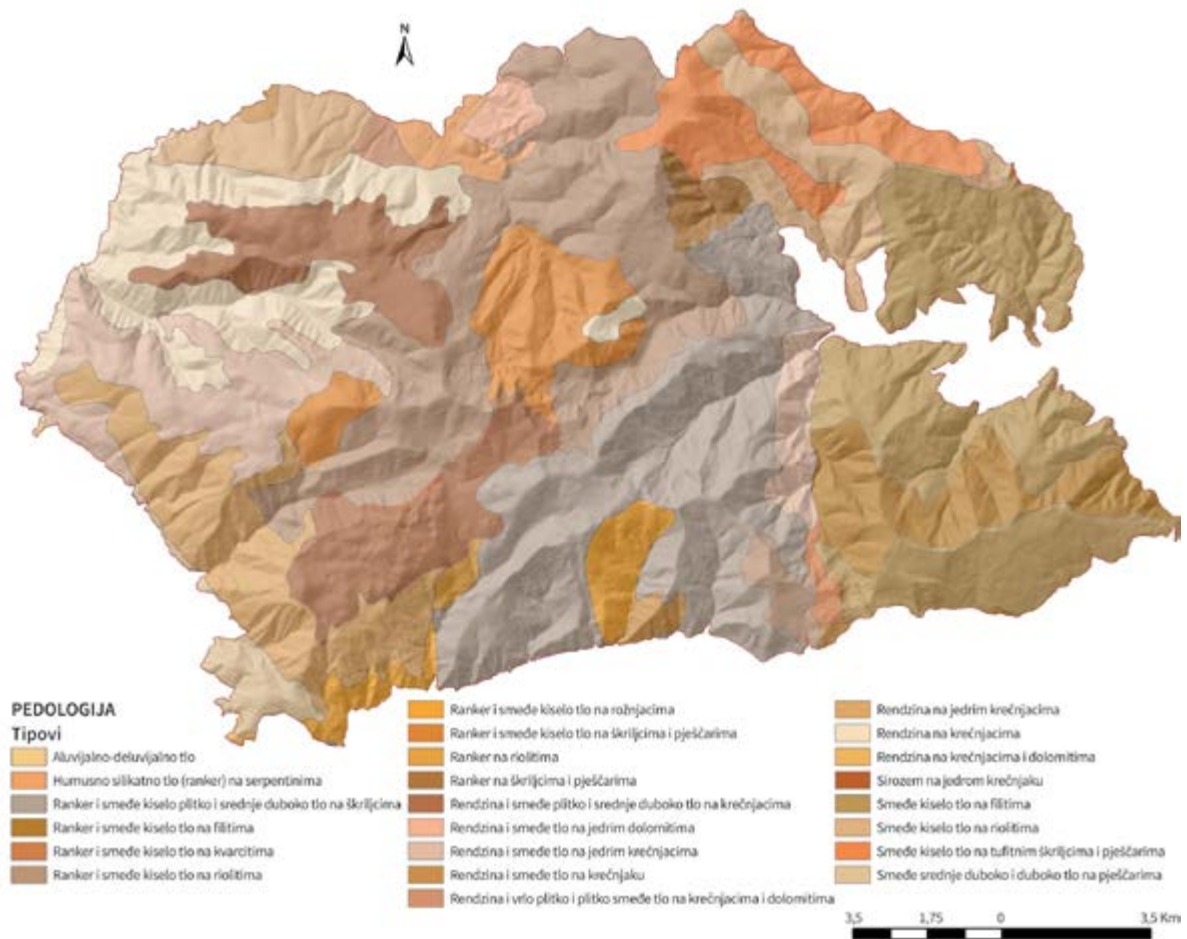 N
PEDOLOGIJA
Tipovi
Aluvijalno-deluvijalno tlo
Humusno silikatno tlo (ranker) na serpentinima
Ranker i smeđe kiselo plitko i srednje duboko tlo na škriljcima
Ranker i smeđe kiselo tlo na filitima
Ranker i smeđe kiselo tlo na kvarcitima
Ranker i smeđe kiselo tlo na riolitima
Ranker i smeđe kiselo tlo na rožnjacima
Ranker i smeđe kiselo tlo na škriljcima i pješčarima
Ranker na riolitima
Ranker na škriljcima i pješčarima
Rendzina i smeđe plitko i srednje duboko tlo na krečnjacima
Rendzina i smeđe tlo na jedrim dolomitima
Rendzina i smeđe tlo na jedrim krečnjacima
Rendzina i smeđe tlo na krečnjaku
Rendzina i vrlo plitko i plitko smeđe tlo na krečnjacima i dolomitima
Rendzina na jedrim krečnjacima
Rendzina na krečnjacima
Rendzina na krečnjacima i dolomitima
Sirozem na jedrom krečnjaku
Smeđe kiselo tlo na filitima
Smeđe kiselo tlo na riolitima
Smeđe kiselo tlo na tufitnim škriljcima i pješčarima
Smeđe srednje duboko i duboko tlo na pješčarima
3,5 1,75 0 3,5 Km